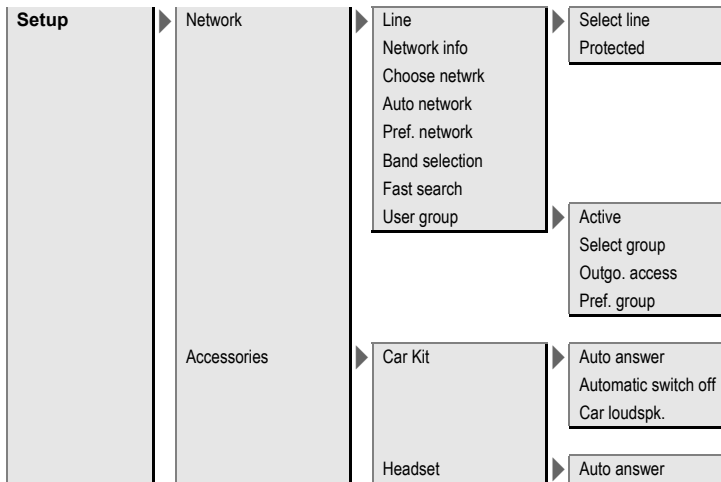 Setup
Network
Line
Select line
Network info
Protected
Choose netwrk
Auto network
Pref. network
Band selection
Fast search
User group
Active
Select group
Outgo. access
Pref. group
Accessories
Car Kit
Auto answer
Automatic switch off
Car loudspk.
Headset
Auto answer